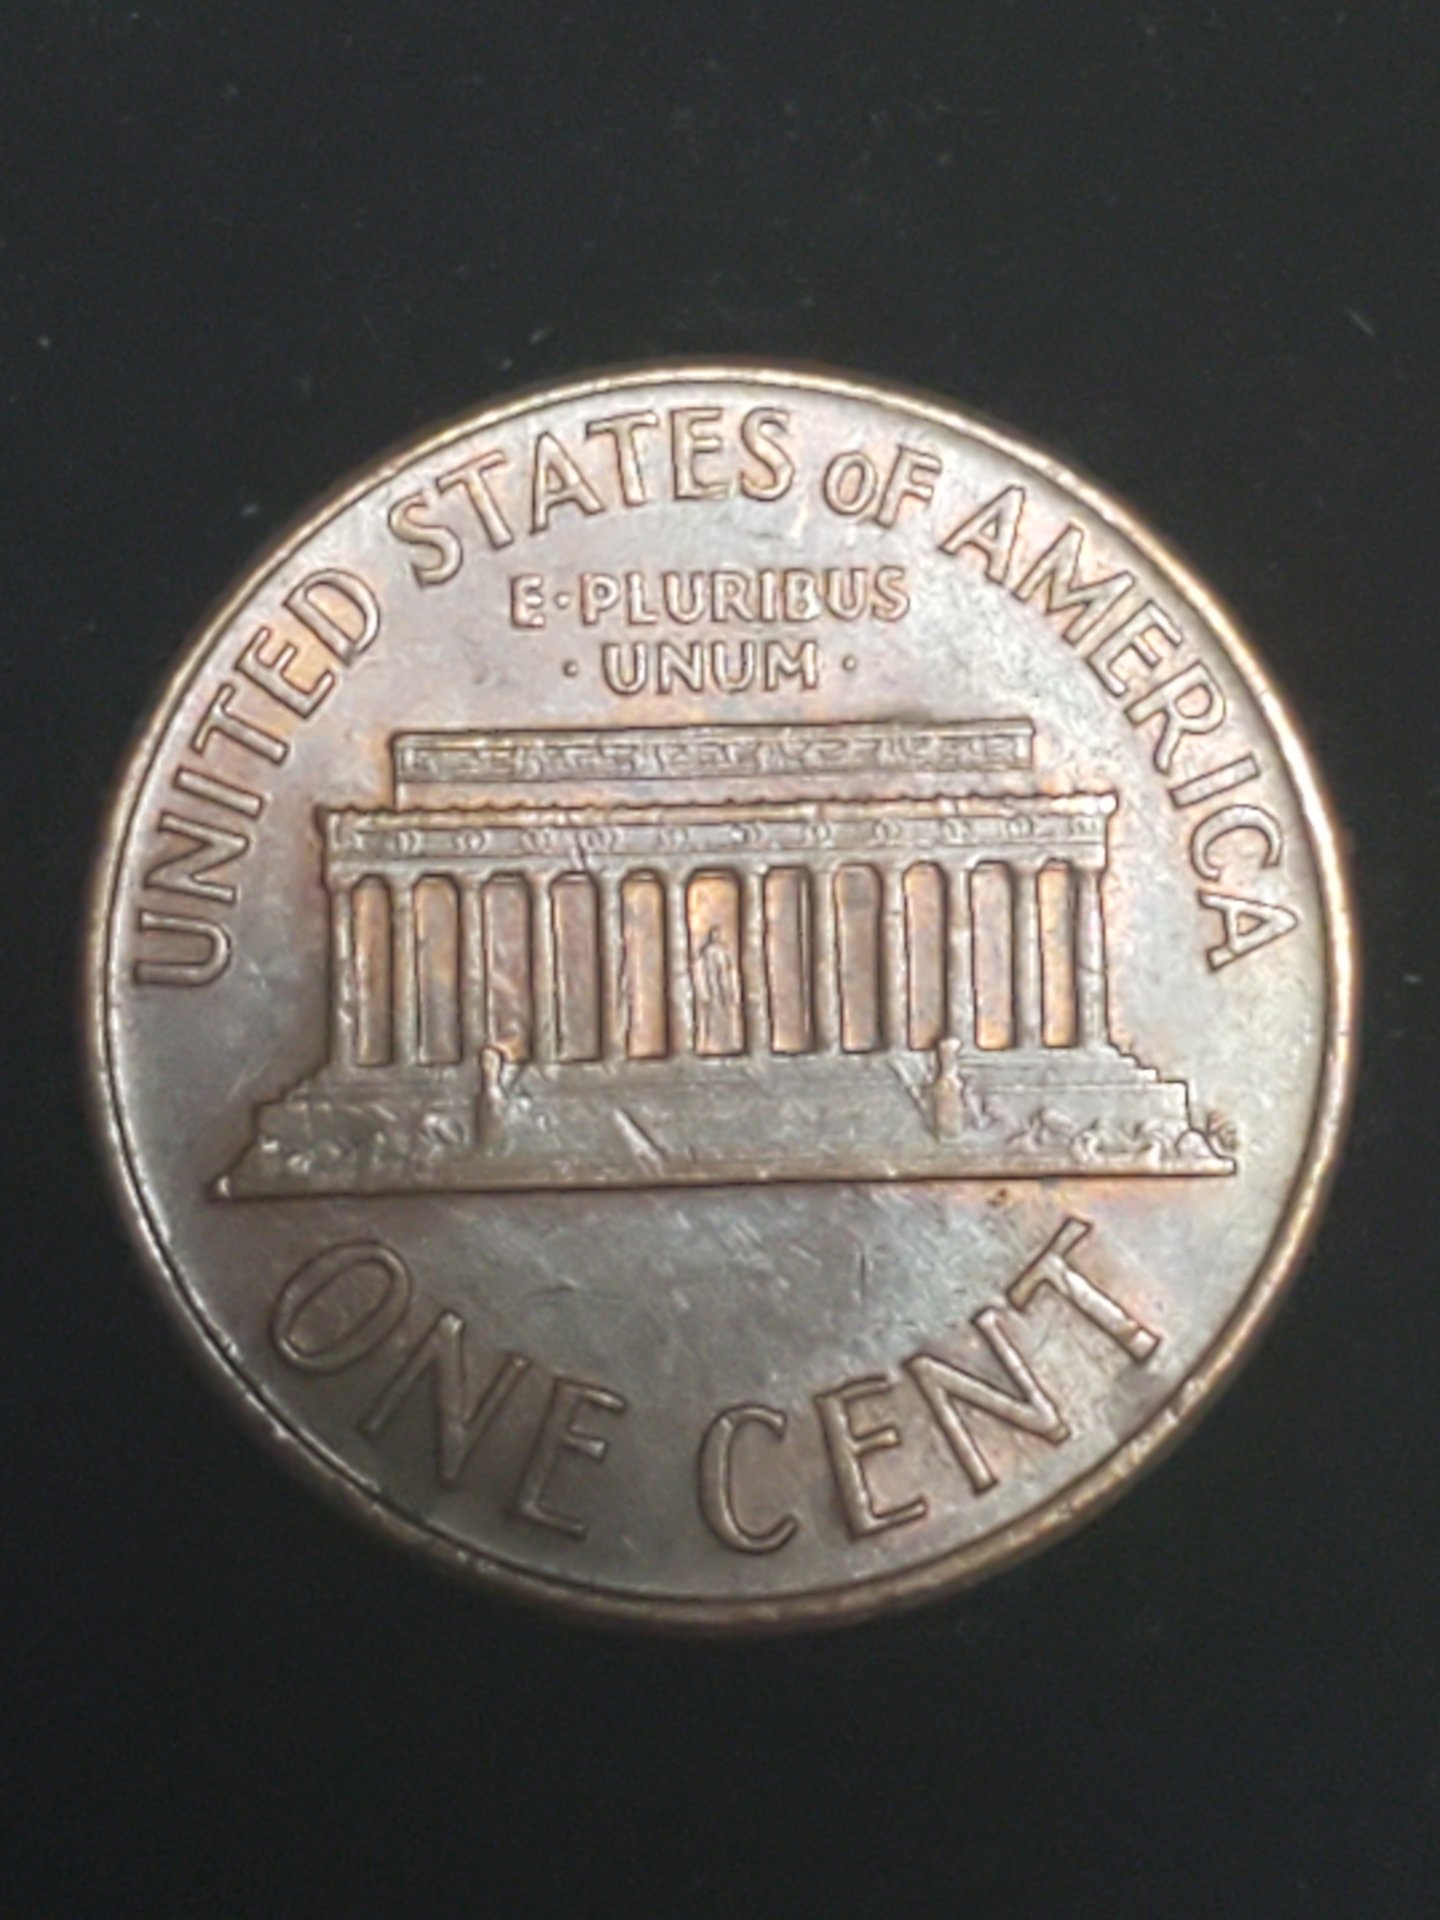 UNITED STATES OF AMERICA
E·PLURIBUS
·UNUM·
ONE CENT